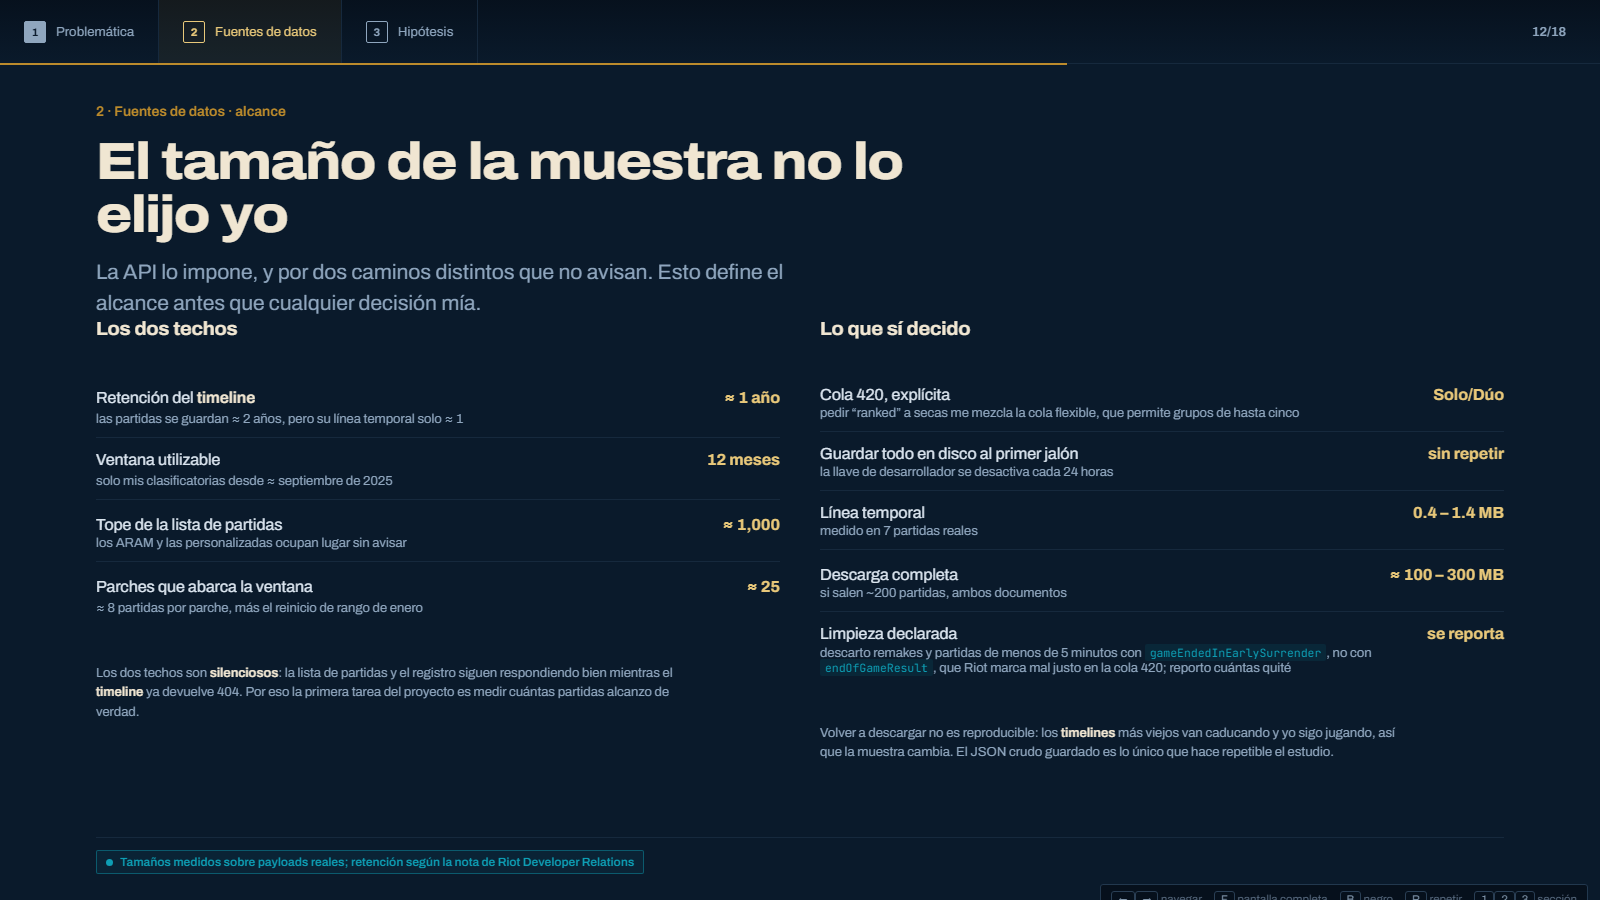 1 Problemática
2 Fuentes de datos
3 Hipótesis
12/18
2 · Fuentes de datos · alcance
El tamaño de la muestra no lo
elijo yo
La API lo impone, y por dos caminos distintos que no avisan. Esto define el
alcance antes que cualquier decisión mía.
Los dos techos
Retención del timeline ≈ 1 año
las partidas se guardan ≈ 2 años, pero su línea temporal solo ≈ 1
Ventana utilizable 12 meses
solo mis clasificatorias desde ≈ septiembre de 2025
Tope de la lista de partidas ≈ 1,000
los ARAM y las personalizadas ocupan lugar sin avisar
Parches que abarca la ventana ≈ 25
≈ 8 partidas por parche, más el reinicio de rango de enero
Los dos techos son silenciosos: la lista de partidas y el registro siguen respondiendo bien mientras el
timeline ya devuelve 404. Por eso la primera tarea del proyecto es medir cuántas partidas alcanzo de
verdad.
Lo que sí decido
Cola 420, explícita Solo/Dúo
pedir “ranked” a secas me mezcla la cola flexible, que permite grupos de hasta cinco
Guardar todo en disco al primer jalón sin repetir
la llave de desarrollador se desactiva cada 24 horas
Línea temporal 0.4 – 1.4 MB
medido en 7 partidas reales
Descarga completa ≈ 100 – 300 MB
si salen ~200 partidas, ambos documentos
Limpieza declarada se reporta
descarto remakes y partidas de menos de 5 minutos con gameEndedInEarlySurrender, no con
endOfGameResult, que Riot marca mal justo en la cola 420; reporto cuántas quité
Volver a descargar no es reproducible: los timelines más viejos van caducando y yo sigo jugando, así
que la muestra cambia. El JSON crudo guardado es lo único que hace repetible el estudio.
Tamaños medidos sobre payloads reales; retención según la nota de Riot Developer Relations
← → navegar F pantalla completa B negro R repetir 1 2 3 sección